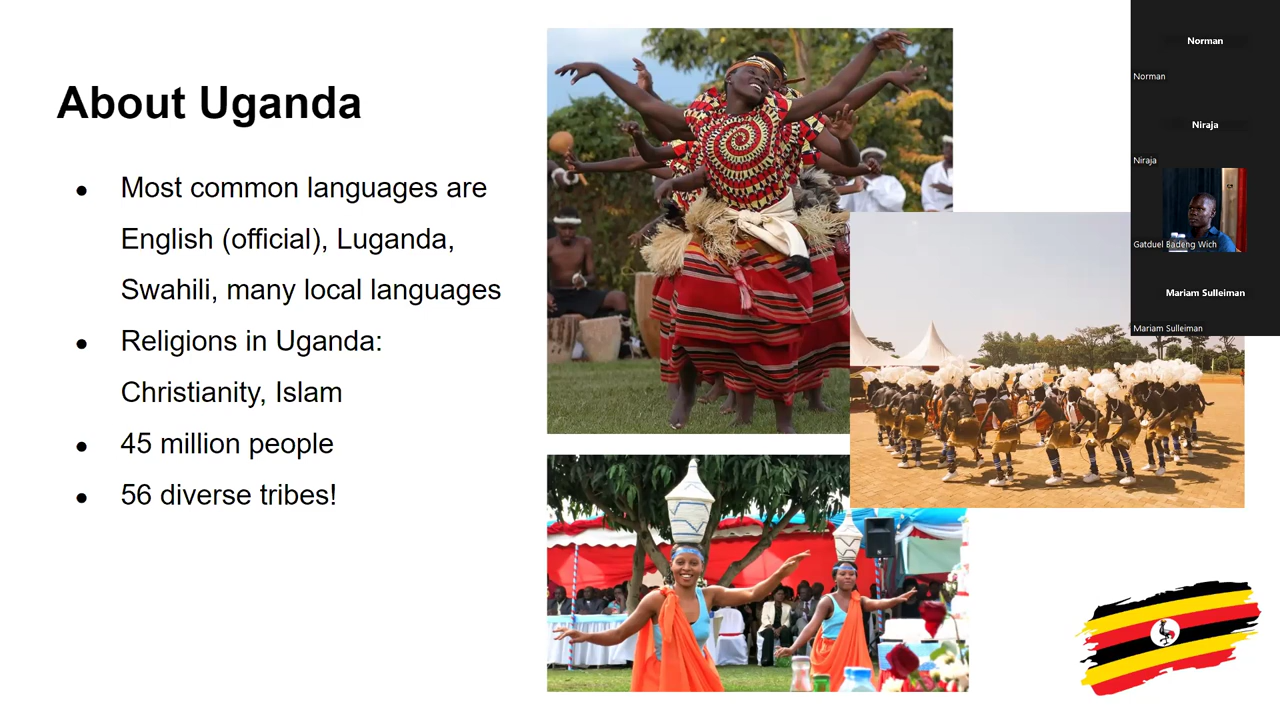 About Uganda
● Most common languages are
English (official), Luganda,
Swahili, many local languages
● Religions in Uganda:
Christianity, Islam
● 45 million people
● 56 diverse tribes!
Norman
Norman
Niraja
Niraja
Gatduel Badeng Wich
Mariam Sulleiman
Mariam Sulleiman